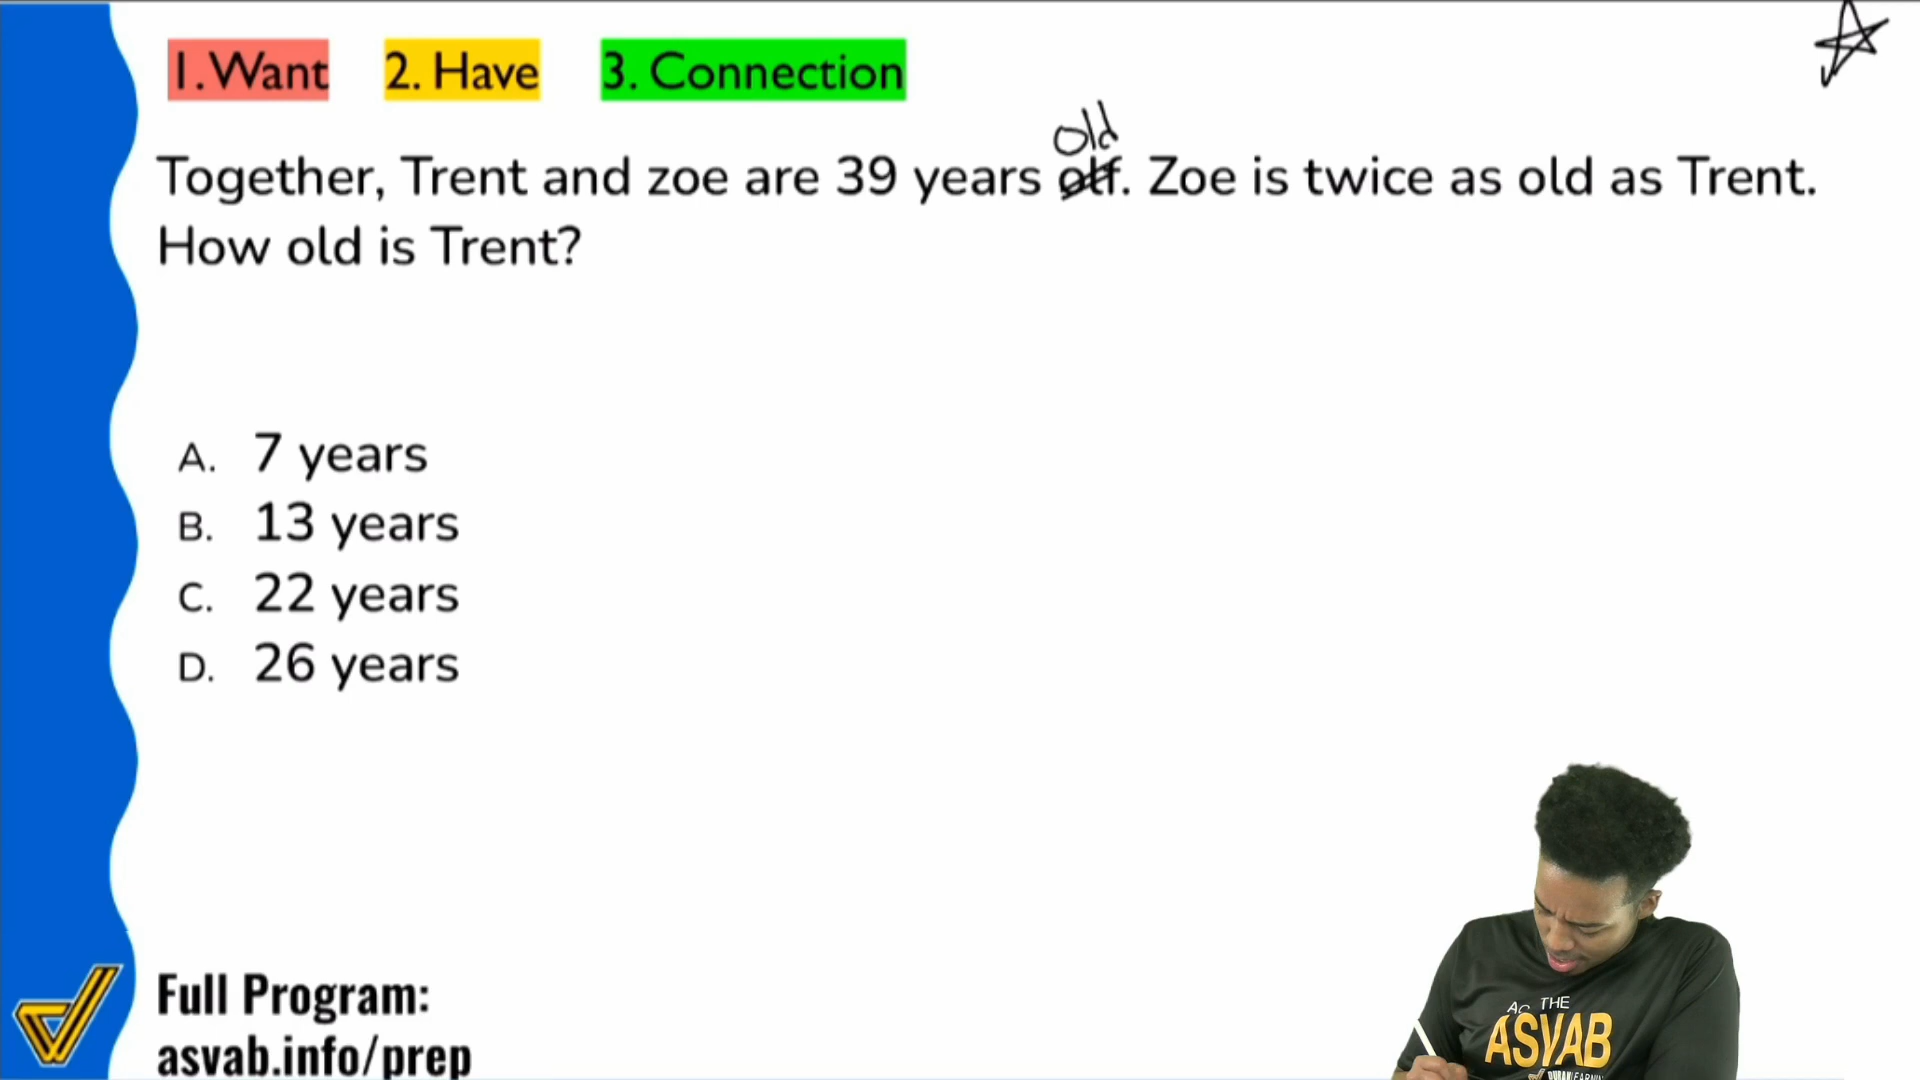 1. Want 2. Have 3. Connection
old
Together, Trent and zoe are 39 years olf. Zoe is twice as old as Trent.
How old is Trent?
A. 7 years
B. 13 years
C. 22 years
D. 26 years
Full Program:
asvab.info/prep
THE
ASVAB